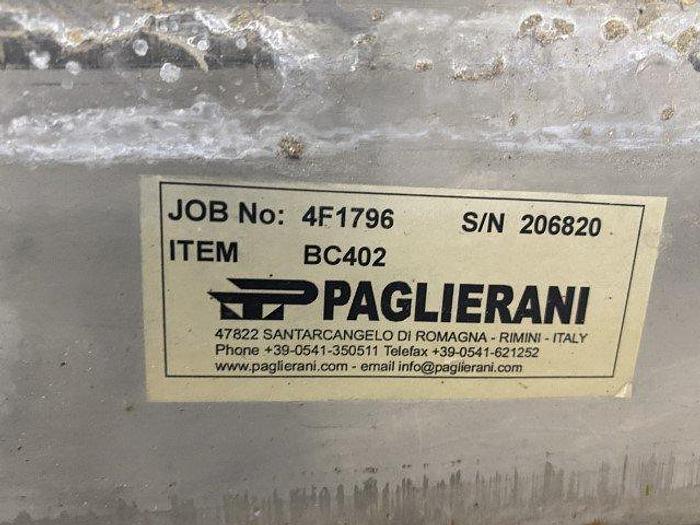 JOB No: 4F1796 S/N 206820
ITEM BC402
PAGLIERANI
47822 SANTARCANGELO Di ROMAGNA - RIMINI - ITALY
Phone +39-0541-350511 Telefax +39-0541-621252
www.paglierani.com - email info@paglierani.com